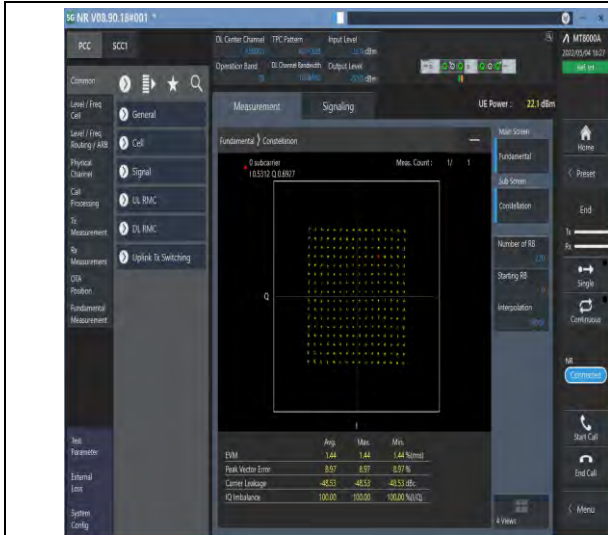 5G NR V08.90.18#001 *
PCC SCC1
DL Center Channel TPC Pattern Input Level
dBm
Operation Band DL Channel Bandwidth Output Level
dBm
MT8000A
2022/05/04 16:27
Ref. Int
Common
Level / Freq
Cell
Level / Freq
Routing / ARB
Physical
Channel
Call
Processing
Tx
Measurement
Rx
Measurement
OTA
Position
Fundamental
Measurement
Test
Parameter
External
Loss
System
Config
General
Cell
Signal
UL RMC
DL RMC
Uplink Tx Switching
Measurement Signaling UE Power : 22.1 dBm
Fundamental Constellation
0 subcarrier Meas. Count : 1/ 1
I 0.5312 Q 0.6927
Q
I
Avg. Max. Min.
EVM 1.44 1.44 1.44 %(rms)
Peak Vector Error 8.97 8.97 8.97 %
Carrier Leakage -48.53 -48.53 -48.53 dBc
IQ Imbalance 100.00 100.00 100.00 %(I/Q)
Main Screen
Fundamental
Sub Screen
Constellation
Number of RB
Starting RB
Interpolation
4 Views
Home
Preset
End
Tx
Rx
Single
Continuous
NR
Connected
Start Call
End Call
Menu